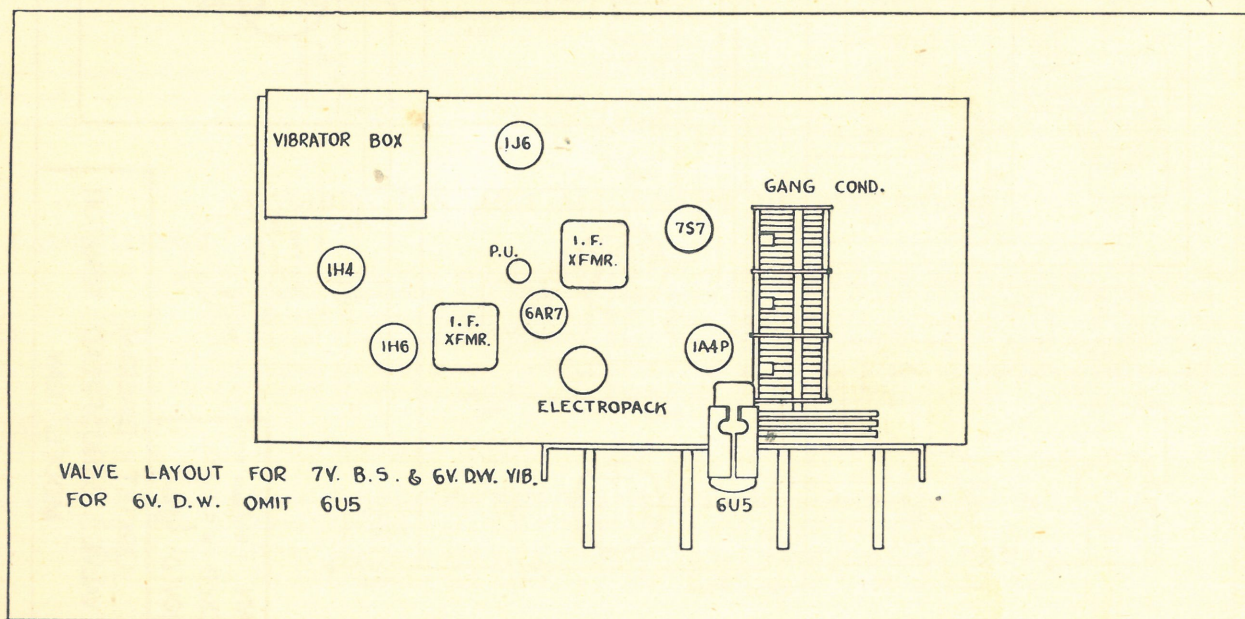 VIBRATOR BOX
1J6
GANG COND.
7S7
I. F.
XFMR.
P.U.
1H4
6AR7
I. F.
XFMR.
1H6
1A4P
ELECTROPACK
VALVE LAYOUT FOR 7V. B.S. & 6V. D.W. VIB.
FOR 6V. D.W. OMIT 6U5
6U5